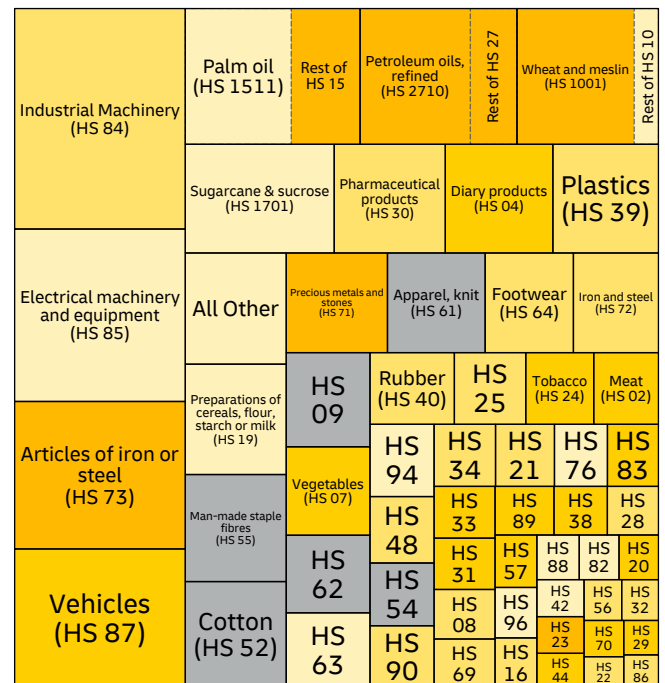 Industrial Machinery
(HS 84)
Palm oil
(HS 1511)
Rest of
HS 15
Petroleum oils,
refined
(HS 2710)
Rest of HS 27
Wheat and meslin
(HS 1001)
Rest of HS 10
Sugarcane & sucrose
(HS 1701)
Pharmaceutical
products
(HS 30)
Diary products
(HS 04)
Plastics
(HS 39)
Electrical machinery
and equipment
(HS 85)
All Other
Precious metals and
stones
(HS 71)
Apparel, knit
(HS 61)
Footwear
(HS 64)
Iron and steel
(HS 72)
Preparations of
cereals, flour,
starch or milk
(HS 19)
HS
09
Rubber
(HS 40)
HS
25
Tobacco
(HS 24)
Meat
(HS 02)
Articles of iron or
steel
(HS 73)
Vegetables
(HS 07)
HS
94
HS
34
HS
21
HS
76
HS
83
Man-made staple
fibres
(HS 55)
HS
48
HS
33
HS
89
HS
38
HS
28
HS
62
HS
31
HS
57
HS
88
HS
82
HS
20
Vehicles
(HS 87)
Cotton
(HS 52)
HS
54
HS
08
HS
96
HS
42
HS
56
HS
32
HS
63
HS
90
HS
69
HS
16
HS
23
HS
70
HS
29
HS
44
HS
22
HS
86